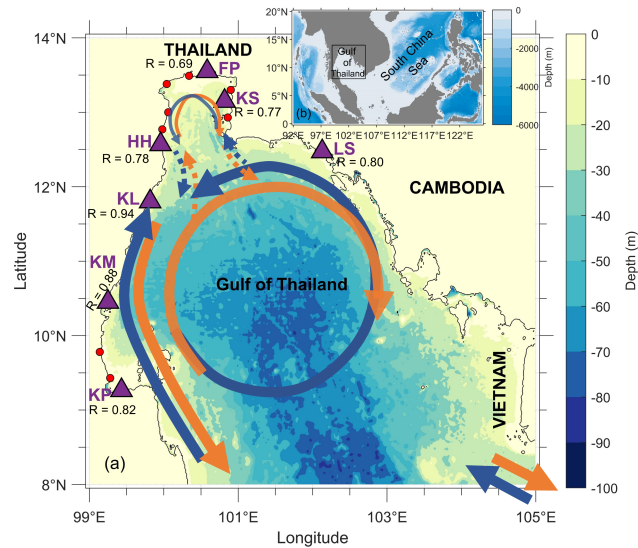 20°N
15°N
10°N
5°N
0°N
92°E 97°E 102°E 107°E 112°E 117°E 122°E
Gulf
of
Thailand
South China
Sea
(b)
0
-2000
-4000
-6000
Depth (m)
14°N
12°N
10°N
8°N
Latitude
99°E
101°E
103°E
105°E
Longitude
THAILAND
R = 0.69
FP
KS
R = 0.77
HH
R = 0.78
LS
R = 0.80
KL
R = 0.94
CAMBODIA
KM
R = 0.88
Gulf of Thailand
KP
R = 0.82
VIETNAM
(a)
0
-10
-20
-30
-40
-50
-60
-70
-80
-90
-100
Depth (m)